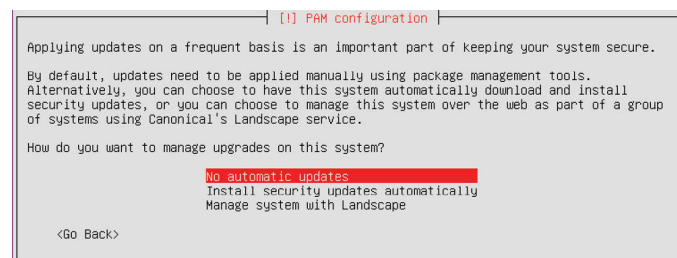 [!] PAM configuration
Applying updates on a frequent basis is an important part of keeping your system secure.
By default, updates need to be applied manually using package management tools.
Alternatively, you can choose to have this system automatically download and install
security updates, or you can choose to manage this system over the web as part of a group
of systems using Canonical's Landscape service.
How do you want to manage upgrades on this system?
No automatic updates
Install security updates automatically
Manage system with Landscape
<Go Back>